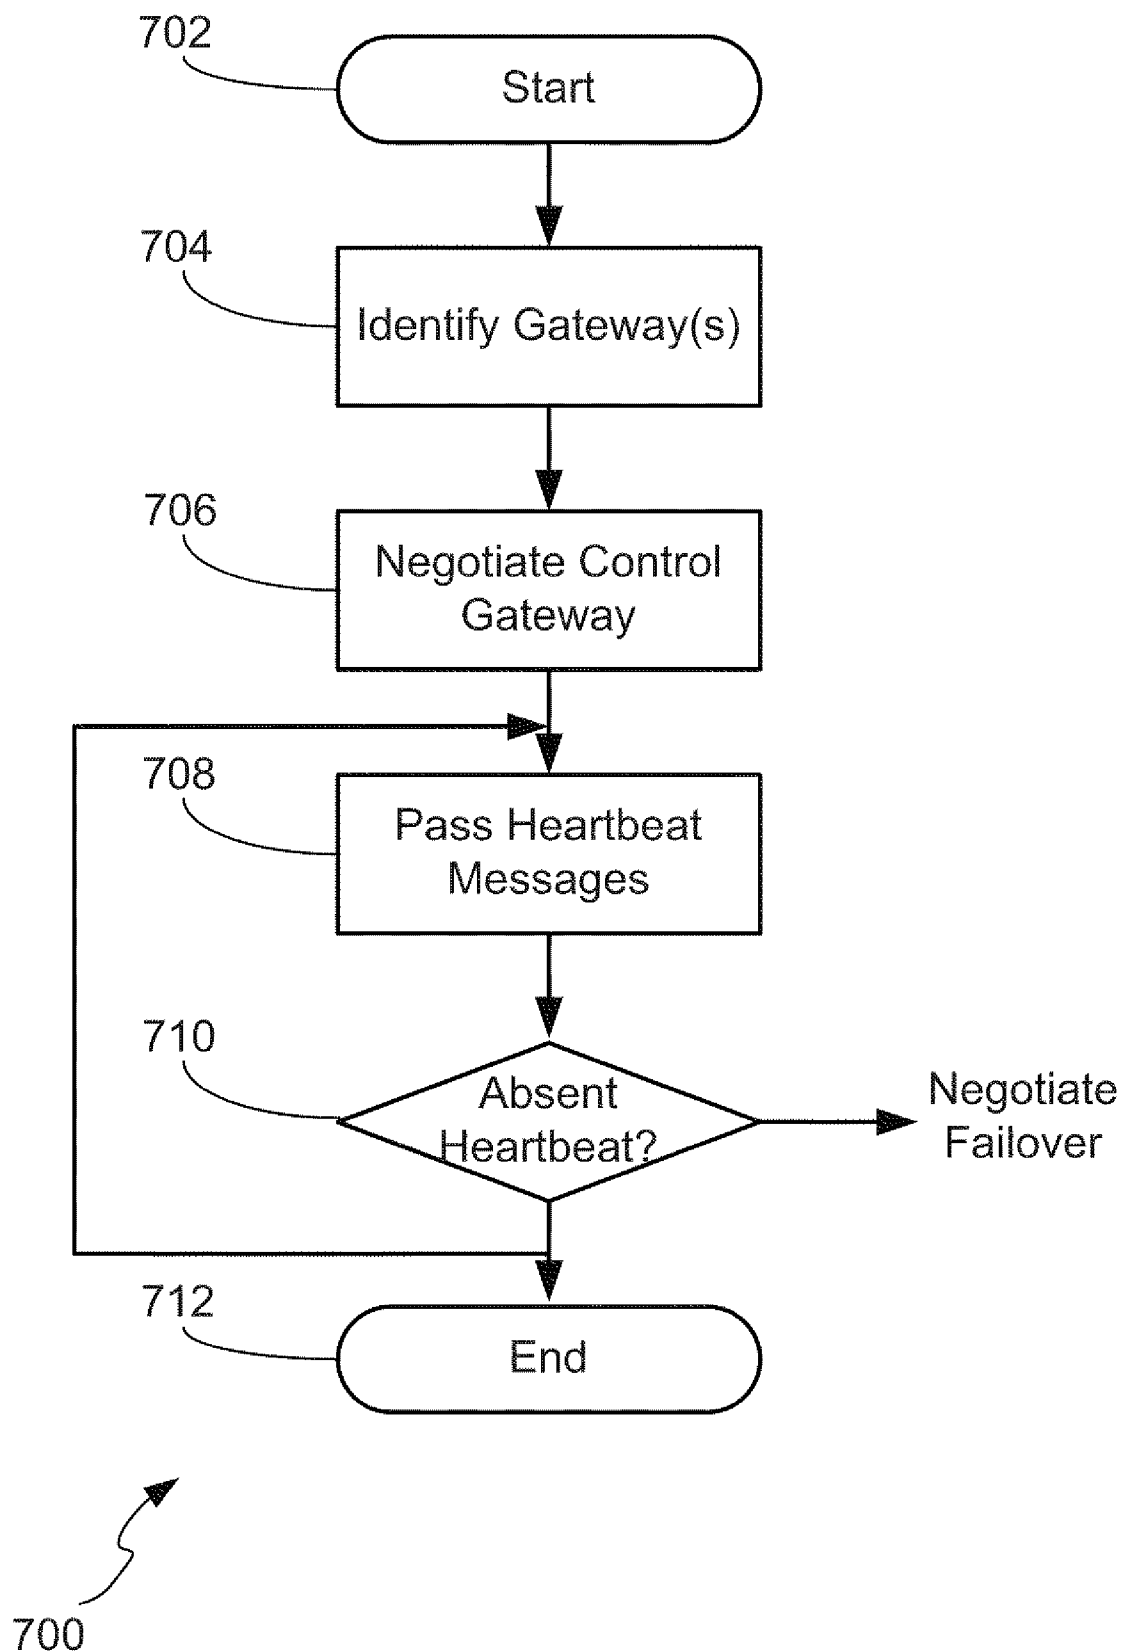 702
Start
704
Identify Gateway(s)
706
Negotiate Control
Gateway
708
Pass Heartbeat
Messages
710
Absent
Heartbeat?
Negotiate
Failover
712
End
700